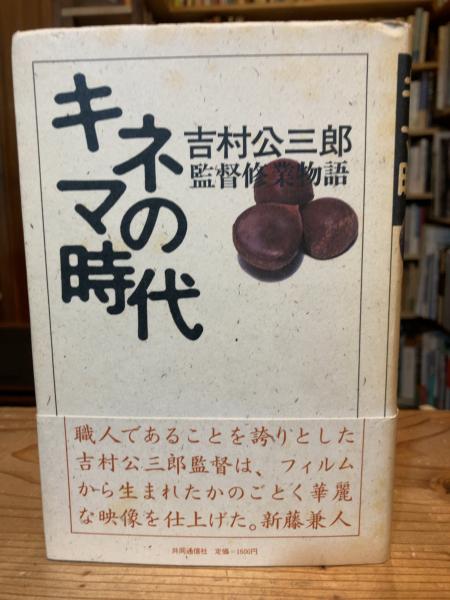 キネマの時代
吉村公三郎
監督修業物語
職人であることを誇りとした
吉村公三郎監督は、フィルム
から生まれたかのごとく華麗
な映像を仕上げた。新藤兼人
共同通信社 定価=1600円